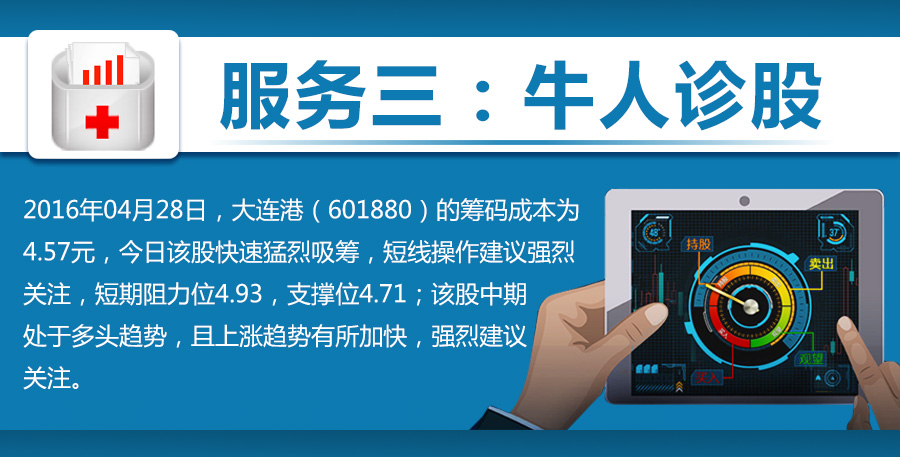 服务三：牛人诊股
2016年04月28日，大连港（601880）的筹码成本为
4.57元，今日该股快速猛烈吸筹，短线操作建议强烈
关注，短期阻力位4.93，支撑位4.71；该股中期
处于多头趋势，且上涨趋势有所加快，强烈建议
关注。
48°
37°
持股
卖出
观望
买入